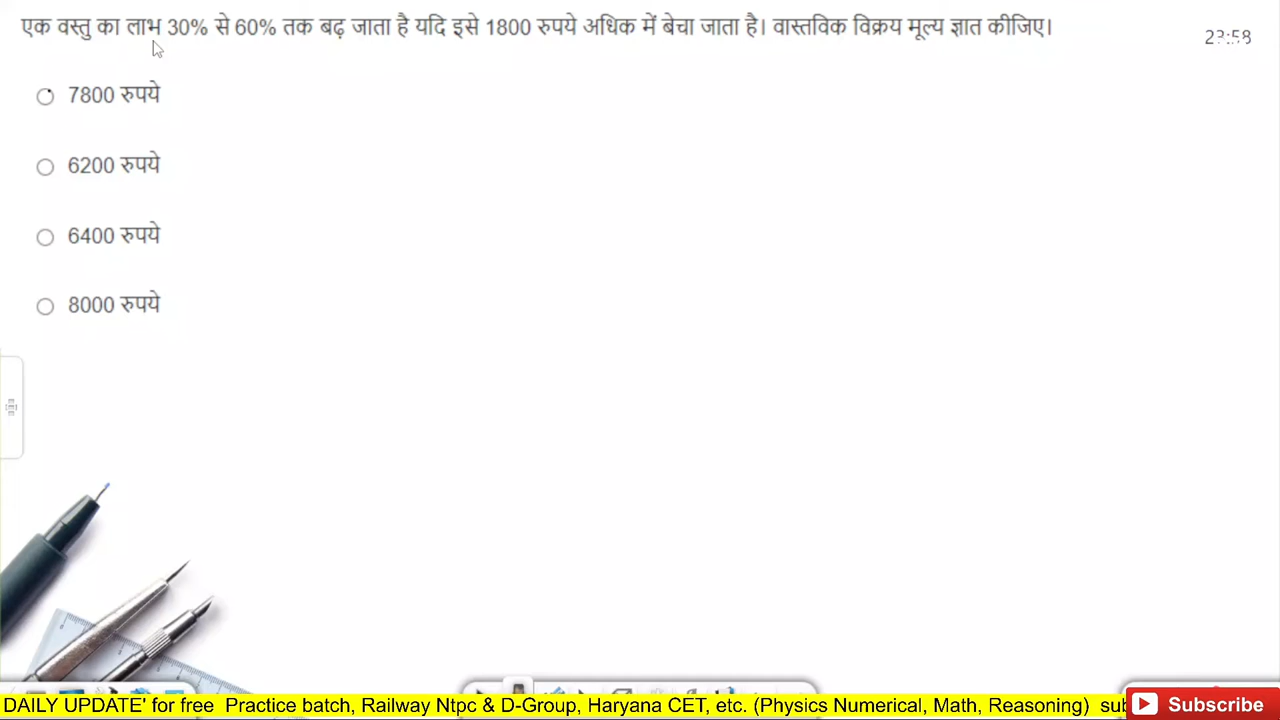 एक वस्तु का लाभ 30% से 60% तक बढ़ जाता है यदि इसे 1800 रुपये अधिक में बेचा जाता है। वास्तविक विक्रय मूल्य ज्ञात कीजिए।
23:58
7800 रुपये
6200 रुपये
6400 रुपये
8000 रुपये
DAILY UPDATE' for free Practice batch, Railway Ntpc & D-Group, Haryana CET, etc. (Physics Numerical, Math, Reasoning)
Subscribe